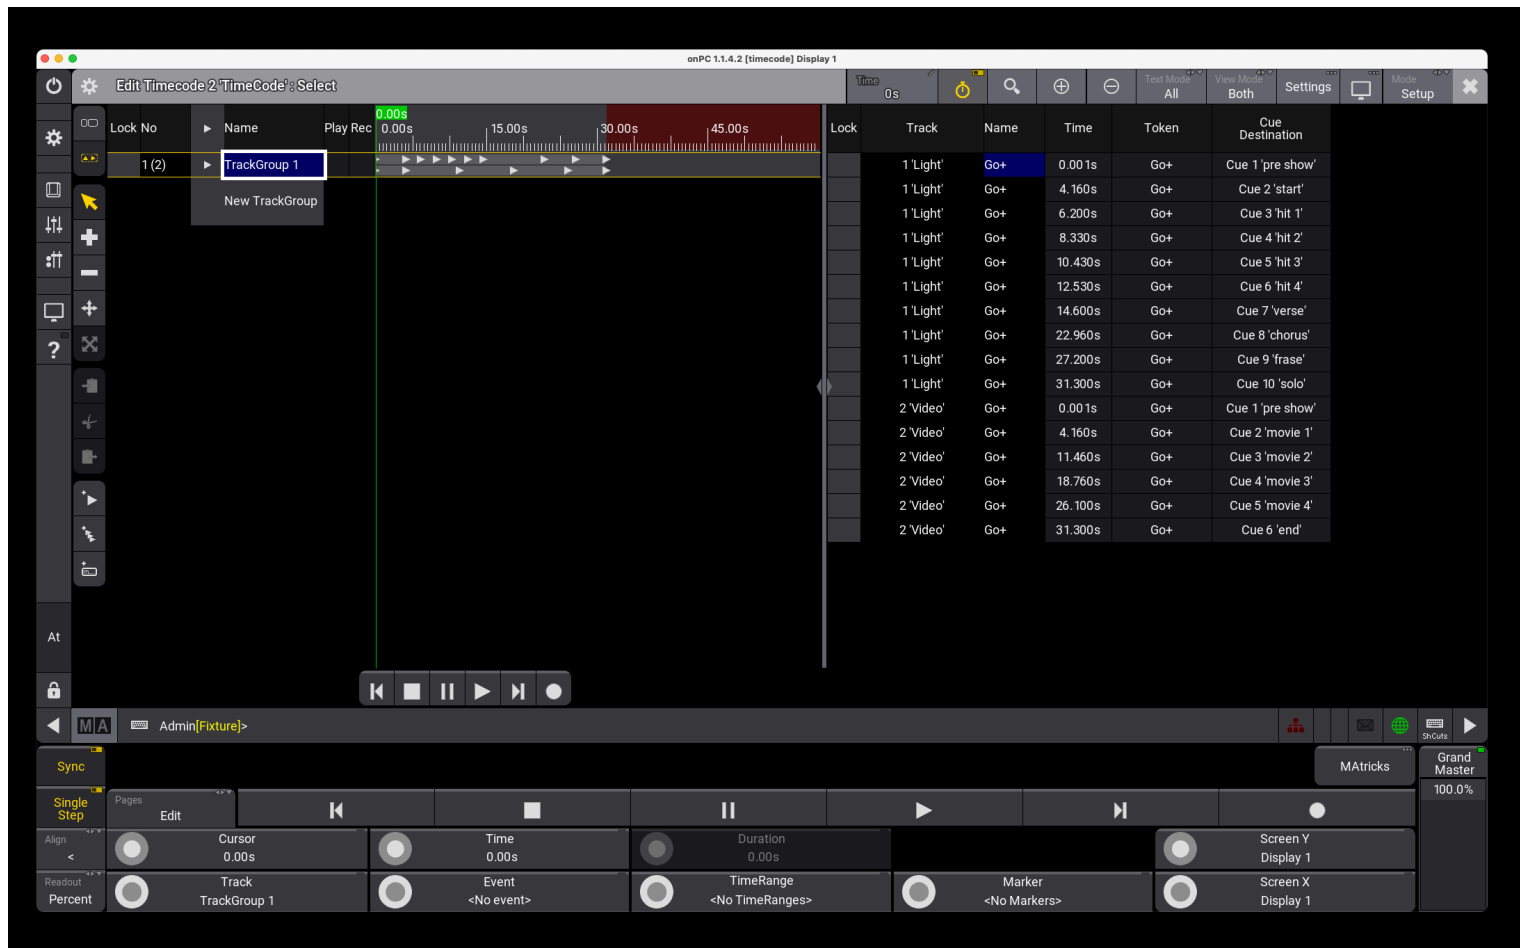 onPC 1.1.4.2 [timecode] Display 1
Edit Timecode 2 'TimeCode' : Select
Time
0s
Text Mode
All
View Mode
Both
Settings
Mode
Setup
Lock No Name Play Rec
0.00s
0.00s 15.00s 30.00s 45.00s
1 (2) TrackGroup 1
New TrackGroup
Lock Track Name Time Token Cue Destination
1 'Light' Go+ 0.001s Go+ Cue 1 'pre show'
1 'Light' Go+ 4.160s Go+ Cue 2 'start'
1 'Light' Go+ 6.200s Go+ Cue 3 'hit 1'
1 'Light' Go+ 8.330s Go+ Cue 4 'hit 2'
1 'Light' Go+ 10.430s Go+ Cue 5 'hit 3'
1 'Light' Go+ 12.530s Go+ Cue 6 'hit 4'
1 'Light' Go+ 14.600s Go+ Cue 7 'verse'
1 'Light' Go+ 22.960s Go+ Cue 8 'chorus'
1 'Light' Go+ 27.200s Go+ Cue 9 'frase'
1 'Light' Go+ 31.300s Go+ Cue 10 'solo'
2 'Video' Go+ 0.001s Go+ Cue 1 'pre show'
2 'Video' Go+ 4.160s Go+ Cue 2 'movie 1'
2 'Video' Go+ 11.460s Go+ Cue 3 'movie 2'
2 'Video' Go+ 18.760s Go+ Cue 4 'movie 3'
2 'Video' Go+ 26.100s Go+ Cue 5 'movie 4'
2 'Video' Go+ 31.300s Go+ Cue 6 'end'
?
At
MA
Admin[Fixture]>
ShCuts
Sync
MAtricks
Grand Master
100.0%
Single Step
Pages
Edit
Align
<
Cursor
0.00s
Time
0.00s
Duration
0.00s
Screen Y
Display 1
Readout
Percent
Track
TrackGroup 1
Event
<No event>
TimeRange
<No TimeRanges>
Marker
<No Markers>
Screen X
Display 1